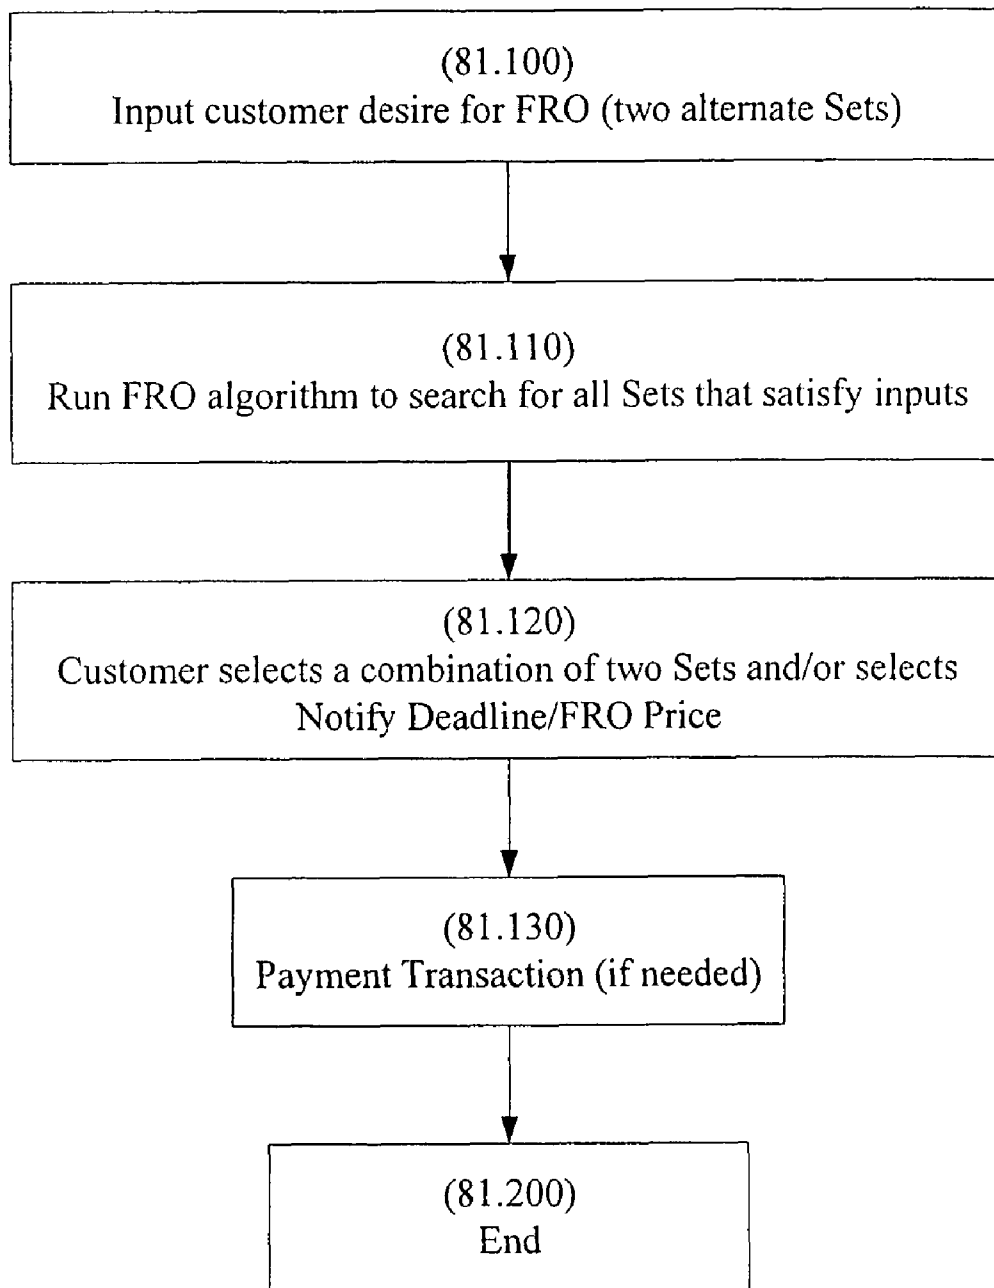 (81.100)
Input customer desire for FRO (two alternate Sets)
(81.110)
Run FRO algorithm to search for all Sets that satisfy inputs
(81.120)
Customer selects a combination of two Sets and/or selects
Notify Deadline/FRO Price
(81.130)
Payment Transaction (if needed)
(81.200)
End